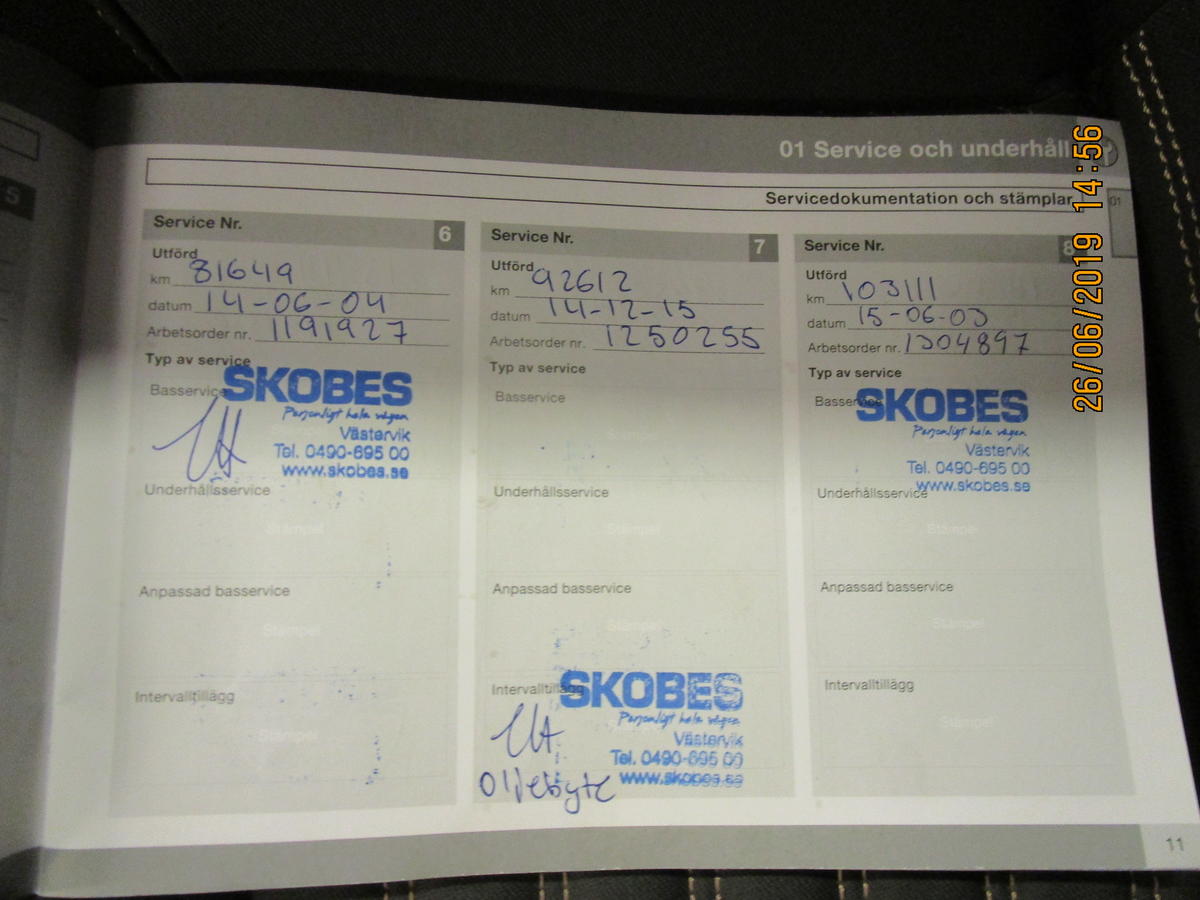 01 Service och underhåll
Servicedokumentation och stämplar
01
5
Service Nr. 6
Utförd
km 81649
datum 14-06-04
Arbetsorder nr. 1191927
Typ av service
Basservice
SKOBES
Personligt hela vägen
Västervik
Tel. 0490-695 00
www.skobes.se
Underhållsservice
Stämpel
Anpassad basservice
Stämpel
Intervalltillägg
Stämpel
Service Nr. 7
Utförd
km 92612
datum 14-12-15
Arbetsorder nr. 1250255
Typ av service
Basservice
Stämpel
Underhållsservice
Stämpel
Anpassad basservice
Stämpel
Intervalltillägg
SKOBES
Personligt hela vägen
Västervik
Tel. 0490-695 00
www.skobes.se
Oljebyte
Service Nr. 8
Utförd
km 103111
datum 15-06-03
Arbetsorder nr. 1304897
Typ av service
Basservice
SKOBES
Personligt hela vägen
Västervik
Tel. 0490-695 00
www.skobes.se
Underhållsservice
Stämpel
Anpassad basservice
Stämpel
Intervalltillägg
Stämpel
11
26/06/2019 14:56